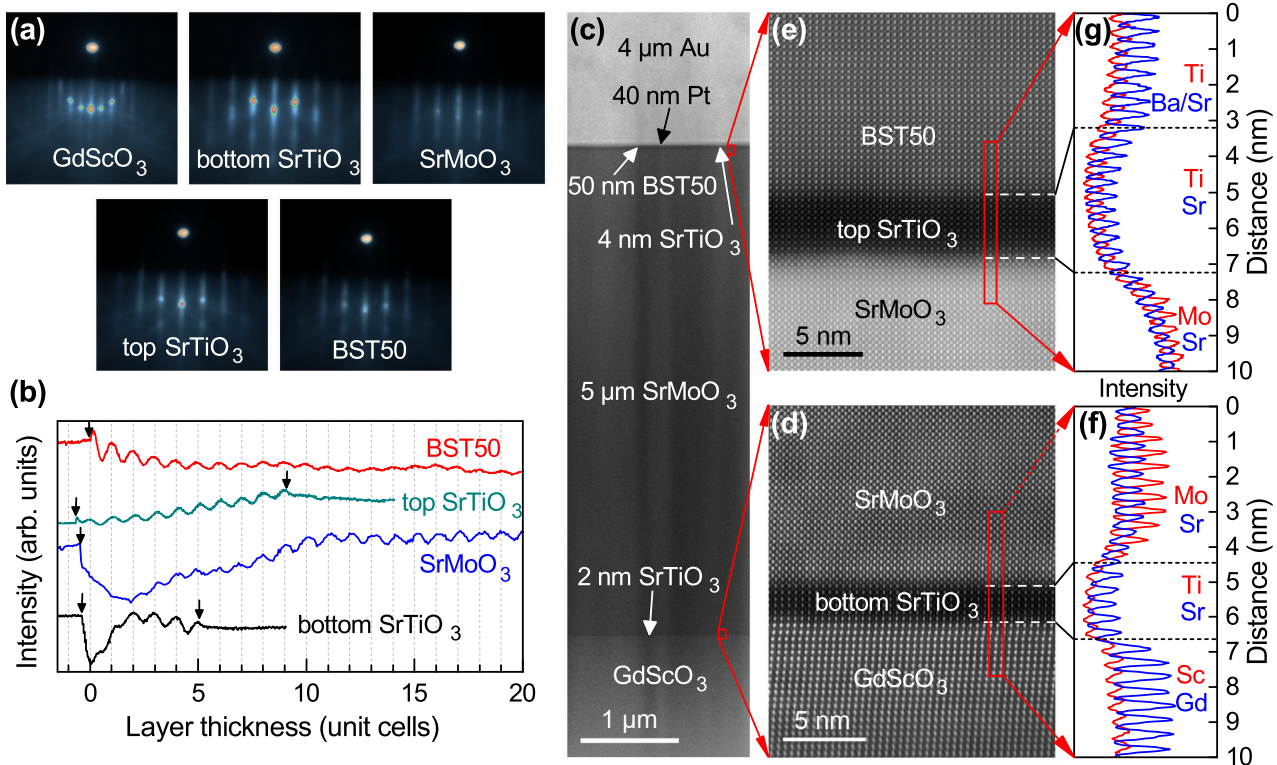 (a)
GdScO3
bottom SrTiO3
SrMoO3
top SrTiO3
BST50
(b)
Intensity (arb. units)
BST50
top SrTiO3
SrMoO3
bottom SrTiO3
0 5 10 15 20
Layer thickness (unit cells)
(c)
4 µm Au
40 nm Pt
50 nm BST50
4 nm SrTiO3
5 µm SrMoO3
2 nm SrTiO3
GdScO3
1 µm
(e)
BST50
top SrTiO3
SrMoO3
5 nm
(g)
Ti
Ba/Sr
Ti
Sr
Mo
Sr
0
1
2
3
4
5
6
7
8
9
10
Distance (nm)
Intensity
(d)
SrMoO3
bottom SrTiO3
GdScO3
5 nm
(f)
Mo
Sr
Ti
Sr
Sc
Gd
0
1
2
3
4
5
6
7
8
9
10
Distance (nm)